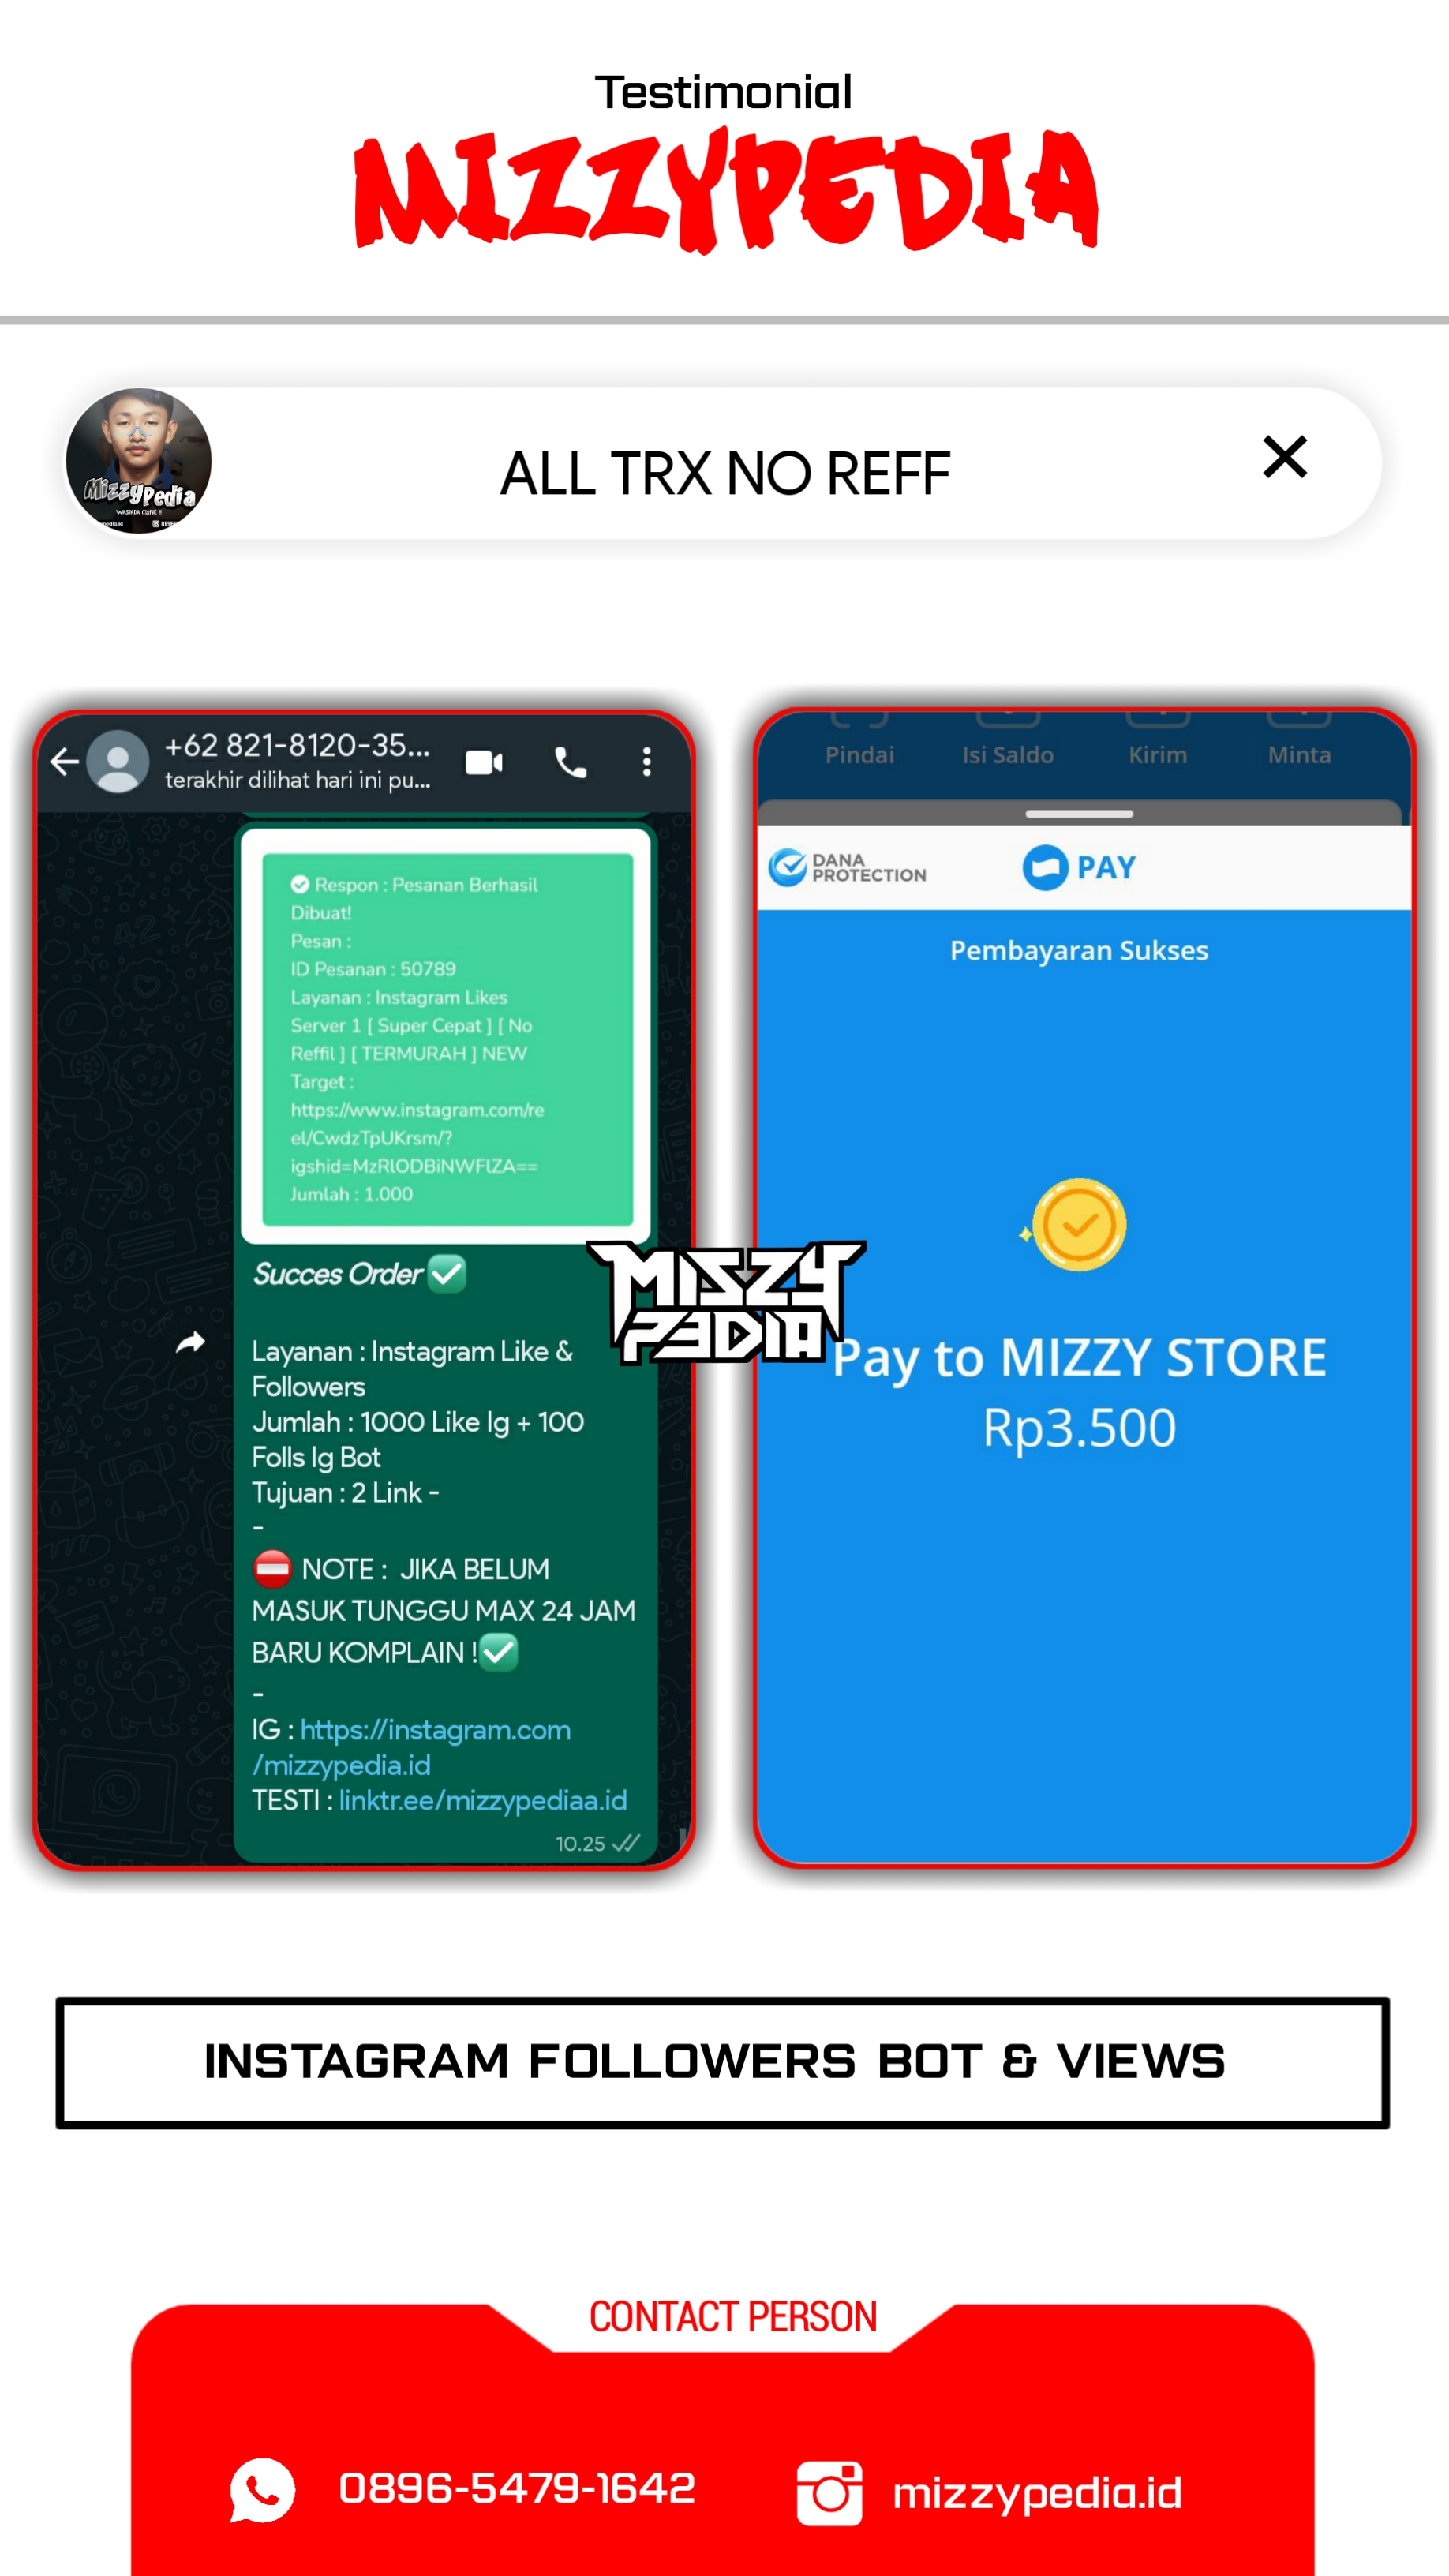 Testimonial
MIZZYPEDIA
ALL TRX NO REFF
MizzyPedia
+62 821-8120-35...
terakhir dilihat hari ini pu...
Respon : Pesanan Berhasil
Dibuat!
Pesan :
ID Pesanan : 50789
Layanan : Instagram Likes
Server 1 [ Super Cepat ] [ No
Reffil ] [ TERMURAH ] NEW
Target :
https://www.instagram.com/re
el/CwdzTpUKrsm/?
igshid=MzRlODBiNWFlZA==
Jumlah : 1.000
Succes Order
Layanan : Instagram Like &
Followers
Jumlah : 1000 Like Ig + 100
Folls Ig Bot
Tujuan : 2 Link -
-
NOTE : JIKA BELUM
MASUK TUNGGU MAX 24 JAM
BARU KOMPLAIN !
-
IG : https://instagram.com
/mizzypedia.id
TESTI : linktr.ee/mizzypediaa.id
10.25
Pindai Isi Saldo Kirim Minta
DANA
PROTECTION
PAY
Pembayaran Sukses
Pay to MIZZY STORE
Rp3.500
MIZZY
P3DIA
INSTAGRAM FOLLOWERS BOT & VIEWS
CONTACT PERSON
0896-5479-1642
mizzypedia.id